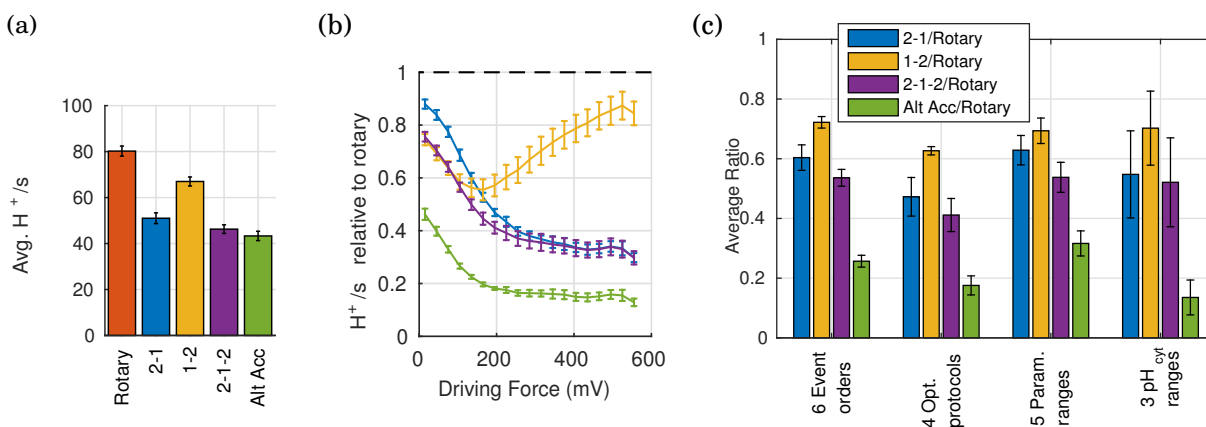 (a)
Avg. H⁺/s
100
80
60
40
20
0
Rotary
2-1
1-2
2-1-2
Alt Acc
(b)
H⁺/s relative to rotary
1
0.8
0.6
0.4
0.2
0
0
200
400
600
Driving Force (mV)
(c)
Average Ratio
1
0.8
0.6
0.4
0.2
0
2-1/Rotary
1-2/Rotary
2-1-2/Rotary
Alt Acc/Rotary
6 Event
orders
4 Opt.
protocols
5 Param.
ranges
3 pH cyt
ranges